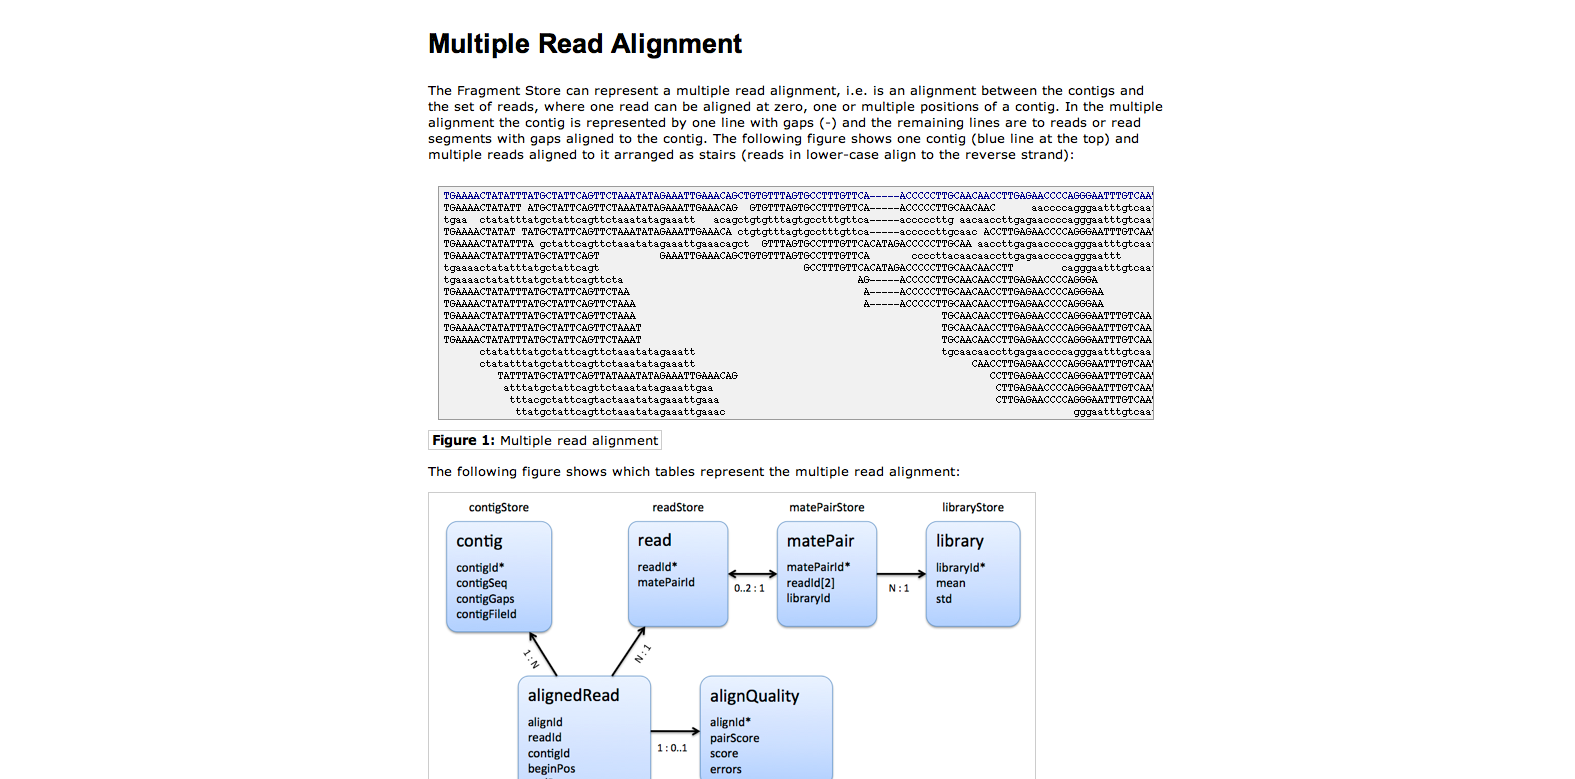 Multiple Read Alignment
The Fragment Store can represent a multiple read alignment, i.e. is an alignment between the contigs and
the set of reads, where one read can be aligned at zero, one or multiple positions of a contig. In the multiple
alignment the contig is represented by one line with gaps (-) and the remaining lines are to reads or read
segments with gaps aligned to the contig. The following figure shows one contig (blue line at the top) and
multiple reads aligned to it arranged as stairs (reads in lower-case align to the reverse strand):
TGAAAACTATATTTATGCTATTCAGTTCTAAATATAGAAATTGAAACAGCTGTGTTTAGTGCCTTTGTTCA-----ACCCCCTTGCAACAACCTTGAGAACCCCAGGGAATTTGTCAA
TGAAAACTATATT ATGCTATTCAGTTCTAAATATAGAAATTGAAACAG GTGTTTAGTGCCTTTGTTCA-----ACCCCCTTGCAACAAC aaccccagggaatttgtcaa
tgaa ctatatttatgctattcagttctaaatatagaaatt acagctgtgtttagtgcctttgttca-----acccccttg aacaaccttgagaaccccagggaatttgtcaa
TGAAAACTATAT TATGCTATTCAGTTCTAAATATAGAAATTGAAACA ctgtgtttagtgcctttgttca-----acccccttgcaac ACCTTGAGAACCCCAGGGAATTTGTCAA
TGAAAACTATATTTA gctattcagttctaaatatagaaattgaaacagct GTTTAGTGCCTTTGTTCACATAGACCCCCTTGCAA aaccttgagaaccccagggaatttgtcaa
TGAAAACTATATTTATGCTATTCAGT GAAATTGAAACAGCTGTGTTTAGTGCCTTTGTTCA ccccttacaacaaccttgagaaccccagggaattt
tgaaaactatatttatgctattcagt GCCTTTGTTCACATAGACCCCCTTGCAACAACCTT cagggaatttgtcaa
tgaaaactatatttatgctattcagttcta AG-----ACCCCCTTGCAACAACCTTGAGAACCCCAGGGA
TGAAAACTATATTTATGCTATTCAGTTCTAA A-----ACCCCCTTGCAACAACCTTGAGAACCCCAGGGAA
TGAAAACTATATTTATGCTATTCAGTTCTAAA A-----ACCCCCTTGCAACAACCTTGAGAACCCCAGGGAA
TGAAAACTATATTTATGCTATTCAGTTCTAAA TGCAACAACCTTGAGAACCCCAGGGAATTTGTCAA
TGAAAACTATATTTATGCTATTCAGTTCTAAAT TGCAACAACCTTGAGAACCCCAGGGAATTTGTCAA
TGAAAACTATATTTATGCTATTCAGTTCTAAAT TGCAACAACCTTGAGAACCCCAGGGAATTTGTCAA
ctatatttatgctattcagttctaaatatagaaatt tgcaacaaccttgagaaccccagggaatttgtcaa
ctatatttatgctattcagttctaaatatagaaatt CAACCTTGAGAACCCCAGGGAATTTGTCAA
TATTTATGCTATTCAGTTATAAATATAGAAATTGAAACAG CCTTGAGAACCCCAGGGAATTTGTCAA
atttatgctattcagttctaaatatagaaattgaa CTTGAGAACCCCAGGGAATTTGTCAA
tttacgctattcagtactaaatatagaaattgaaa CTTGAGAACCCCAGGGAATTTGTCAA
ttatgctattcagttctaaatatagaaattgaaac gggaatttgtcaa
Figure 1: Multiple read alignment
The following figure shows which tables represent the multiple read alignment:
contigStore readStore matePairStore libraryStore
contig read matePair library
contigId* readId* matePairId* libraryId*
contigSeq matePairId readId[2] mean
contigGaps libraryId std
contigFileId
0..2 : 1
N : 1
1 : N
N : 1
alignedRead alignQuality
alignId alignId*
readId pairScore
contigId score
beginPos errors
1 : 0..1